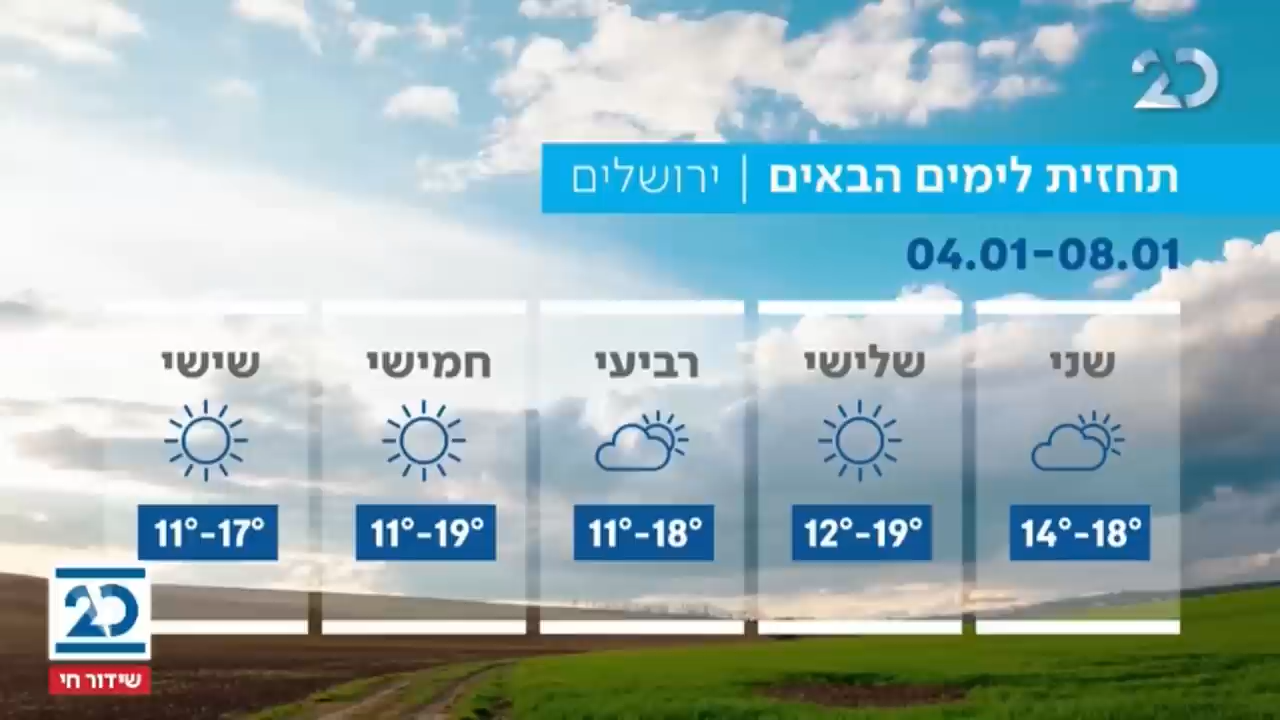 20
תחזית לימים הבאים | ירושלים
04.01-08.01
שני
שלישי
רביעי
חמישי
שישי
14°-18°
12°-19°
11°-18°
11°-19°
11°-17°
20
שידור חי